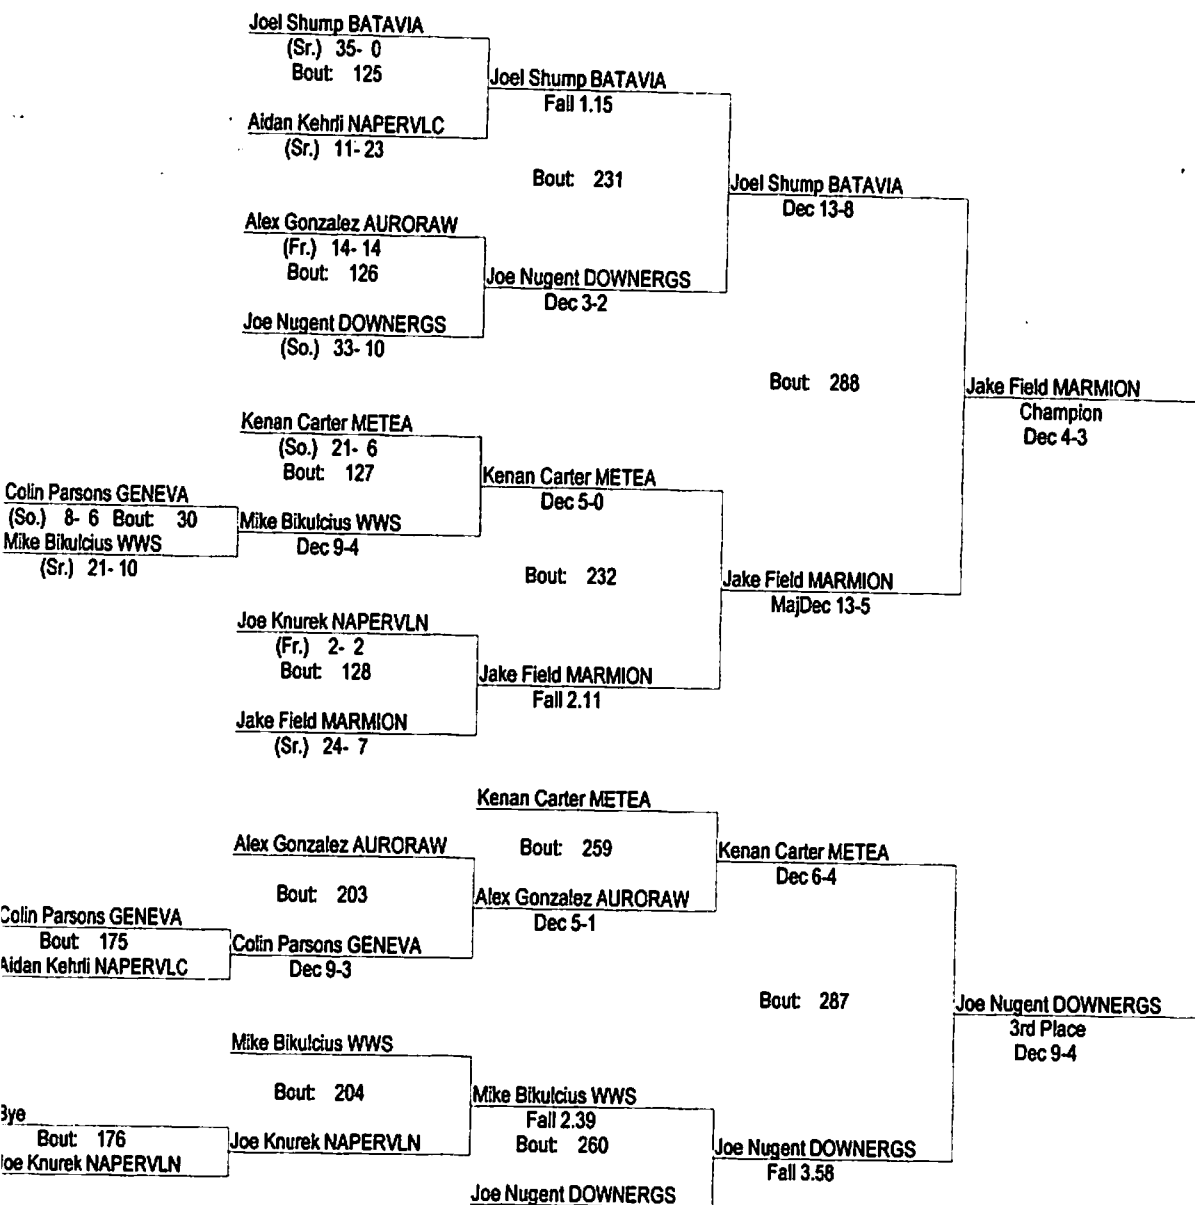 Joel Shump BATAVIA
(Sr.) 35- 0
Bout: 125
Joel Shump BATAVIA
Fall 1.15
Aidan Kehrli NAPERVLC
(Sr.) 11-23
Bout: 231
Joel Shump BATAVIA
Dec 13-8
Alex Gonzalez AURORAW
(Fr.) 14-14
Bout: 126
Joe Nugent DOWNERGS
Dec 3-2
Joe Nugent DOWNERGS
(So.) 33-10
Bout: 288
Jake Field MARMION
Champion
Dec 4-3
Kenan Carter METEA
(So.) 21- 6
Bout: 127
Kenan Carter METEA
Dec 5-0
Colin Parsons GENEVA
(So.) 8- 6 Bout: 30
Mike Bikulcius WWS
(Sr.) 21-10
Mike Bikulcius WWS
Dec 9-4
Bout: 232
Jake Field MARMION
MajDec 13-5
Joe Knurek NAPERVLN
(Fr.) 2- 2
Bout: 128
Jake Field MARMION
Fall 2.11
Jake Field MARMION
(Sr.) 24- 7
Kenan Carter METEA
Bout: 259
Kenan Carter METEA
Dec 6-4
Alex Gonzalez AURORAW
Bout: 203
Alex Gonzalez AURORAW
Dec 5-1
Colin Parsons GENEVA
Bout: 175
Aidan Kehrli NAPERVLC
Colin Parsons GENEVA
Dec 9-3
Bout: 287
Joe Nugent DOWNERGS
3rd Place
Dec 9-4
Mike Bikulcius WWS
Bout: 204
Mike Bikulcius WWS
Fall 2.39
Bout: 260
Bye
Bout: 176
Joe Knurek NAPERVLN
Joe Knurek NAPERVLN
Joe Nugent DOWNERGS
Fall 3.58
Joe Nugent DOWNERGS